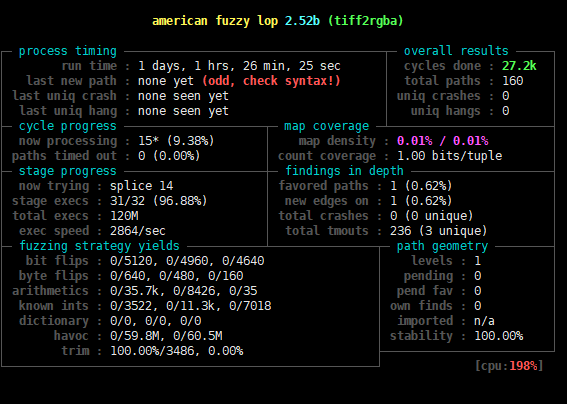 american fuzzy lop 2.52b (tiff2rgba)
process timing overall results
run time : 1 days, 1 hrs, 26 min, 25 sec cycles done : 27.2k
last new path : none yet (odd, check syntax!) total paths : 160
last uniq crash : none seen yet uniq crashes : 0
last uniq hang : none seen yet uniq hangs : 0
cycle progress map coverage
now processing : 15* (9.38%) map density : 0.01% / 0.01%
paths timed out : 0 (0.00%) count coverage : 1.00 bits/tuple
stage progress findings in depth
now trying : splice 14 favored paths : 1 (0.62%)
stage execs : 31/32 (96.88%) new edges on : 1 (0.62%)
total execs : 120M total crashes : 0 (0 unique)
exec speed : 2864/sec total tmouts : 236 (3 unique)
fuzzing strategy yields path geometry
bit flips : 0/5120, 0/4960, 0/4640 levels : 1
byte flips : 0/640, 0/480, 0/160 pending : 0
arithmetics : 0/35.7k, 0/8426, 0/35 pend fav : 0
known ints : 0/3522, 0/11.3k, 0/7018 own finds : 0
dictionary : 0/0, 0/0, 0/0 imported : n/a
havoc : 0/59.8M, 0/60.5M stability : 100.00%
trim : 100.00%/3486, 0.00%
[cpu:198%]